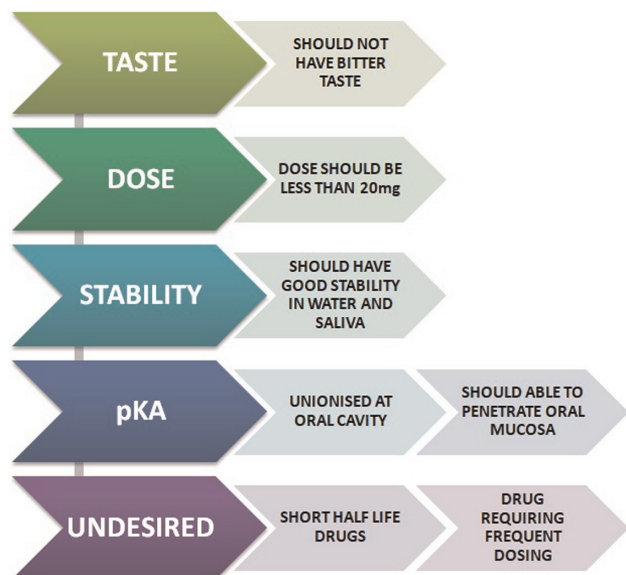 TASTE
SHOULD NOT
HAVE BITTER
TASTE
DOSE
DOSE SHOULD BE
LESS THAN 20mg
STABILITY
SHOULD HAVE
GOOD STABILITY
IN WATER AND
SALIVA
pKA
UNIONISED AT
ORAL CAVITY
SHOULD ABLE TO
PENETRATE ORAL
MUCOSA
UNDESIRED
SHORT HALF LIFE
DRUGS
DRUG
REQUIRING
FREQUENT
DOSING